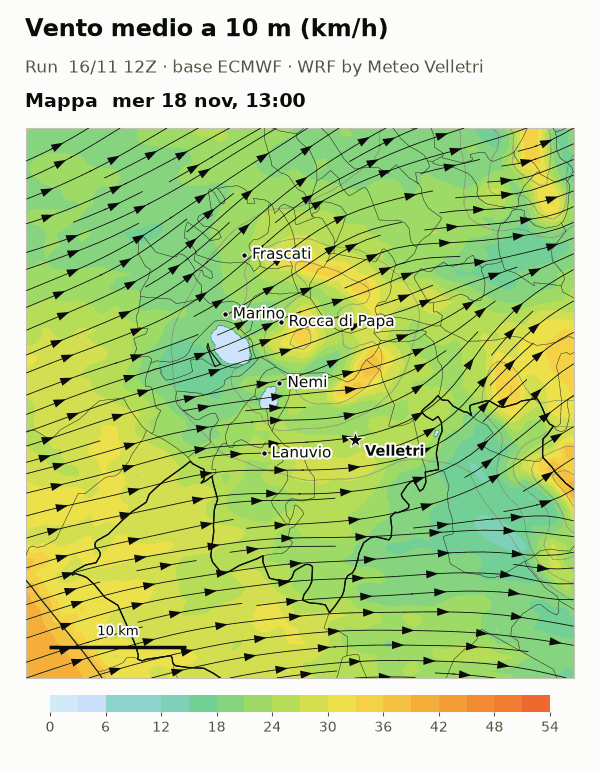 Vento medio a 10 m (km/h)
Run 16/11 12Z · base ECMWF · WRF by Meteo Velletri
Mappa mer 18 nov, 13:00
Frascati
Marino
Rocca di Papa
Nemi
Velletri
Lanuvio
10 km
0 6 12 18 24 30 36 42 48 54